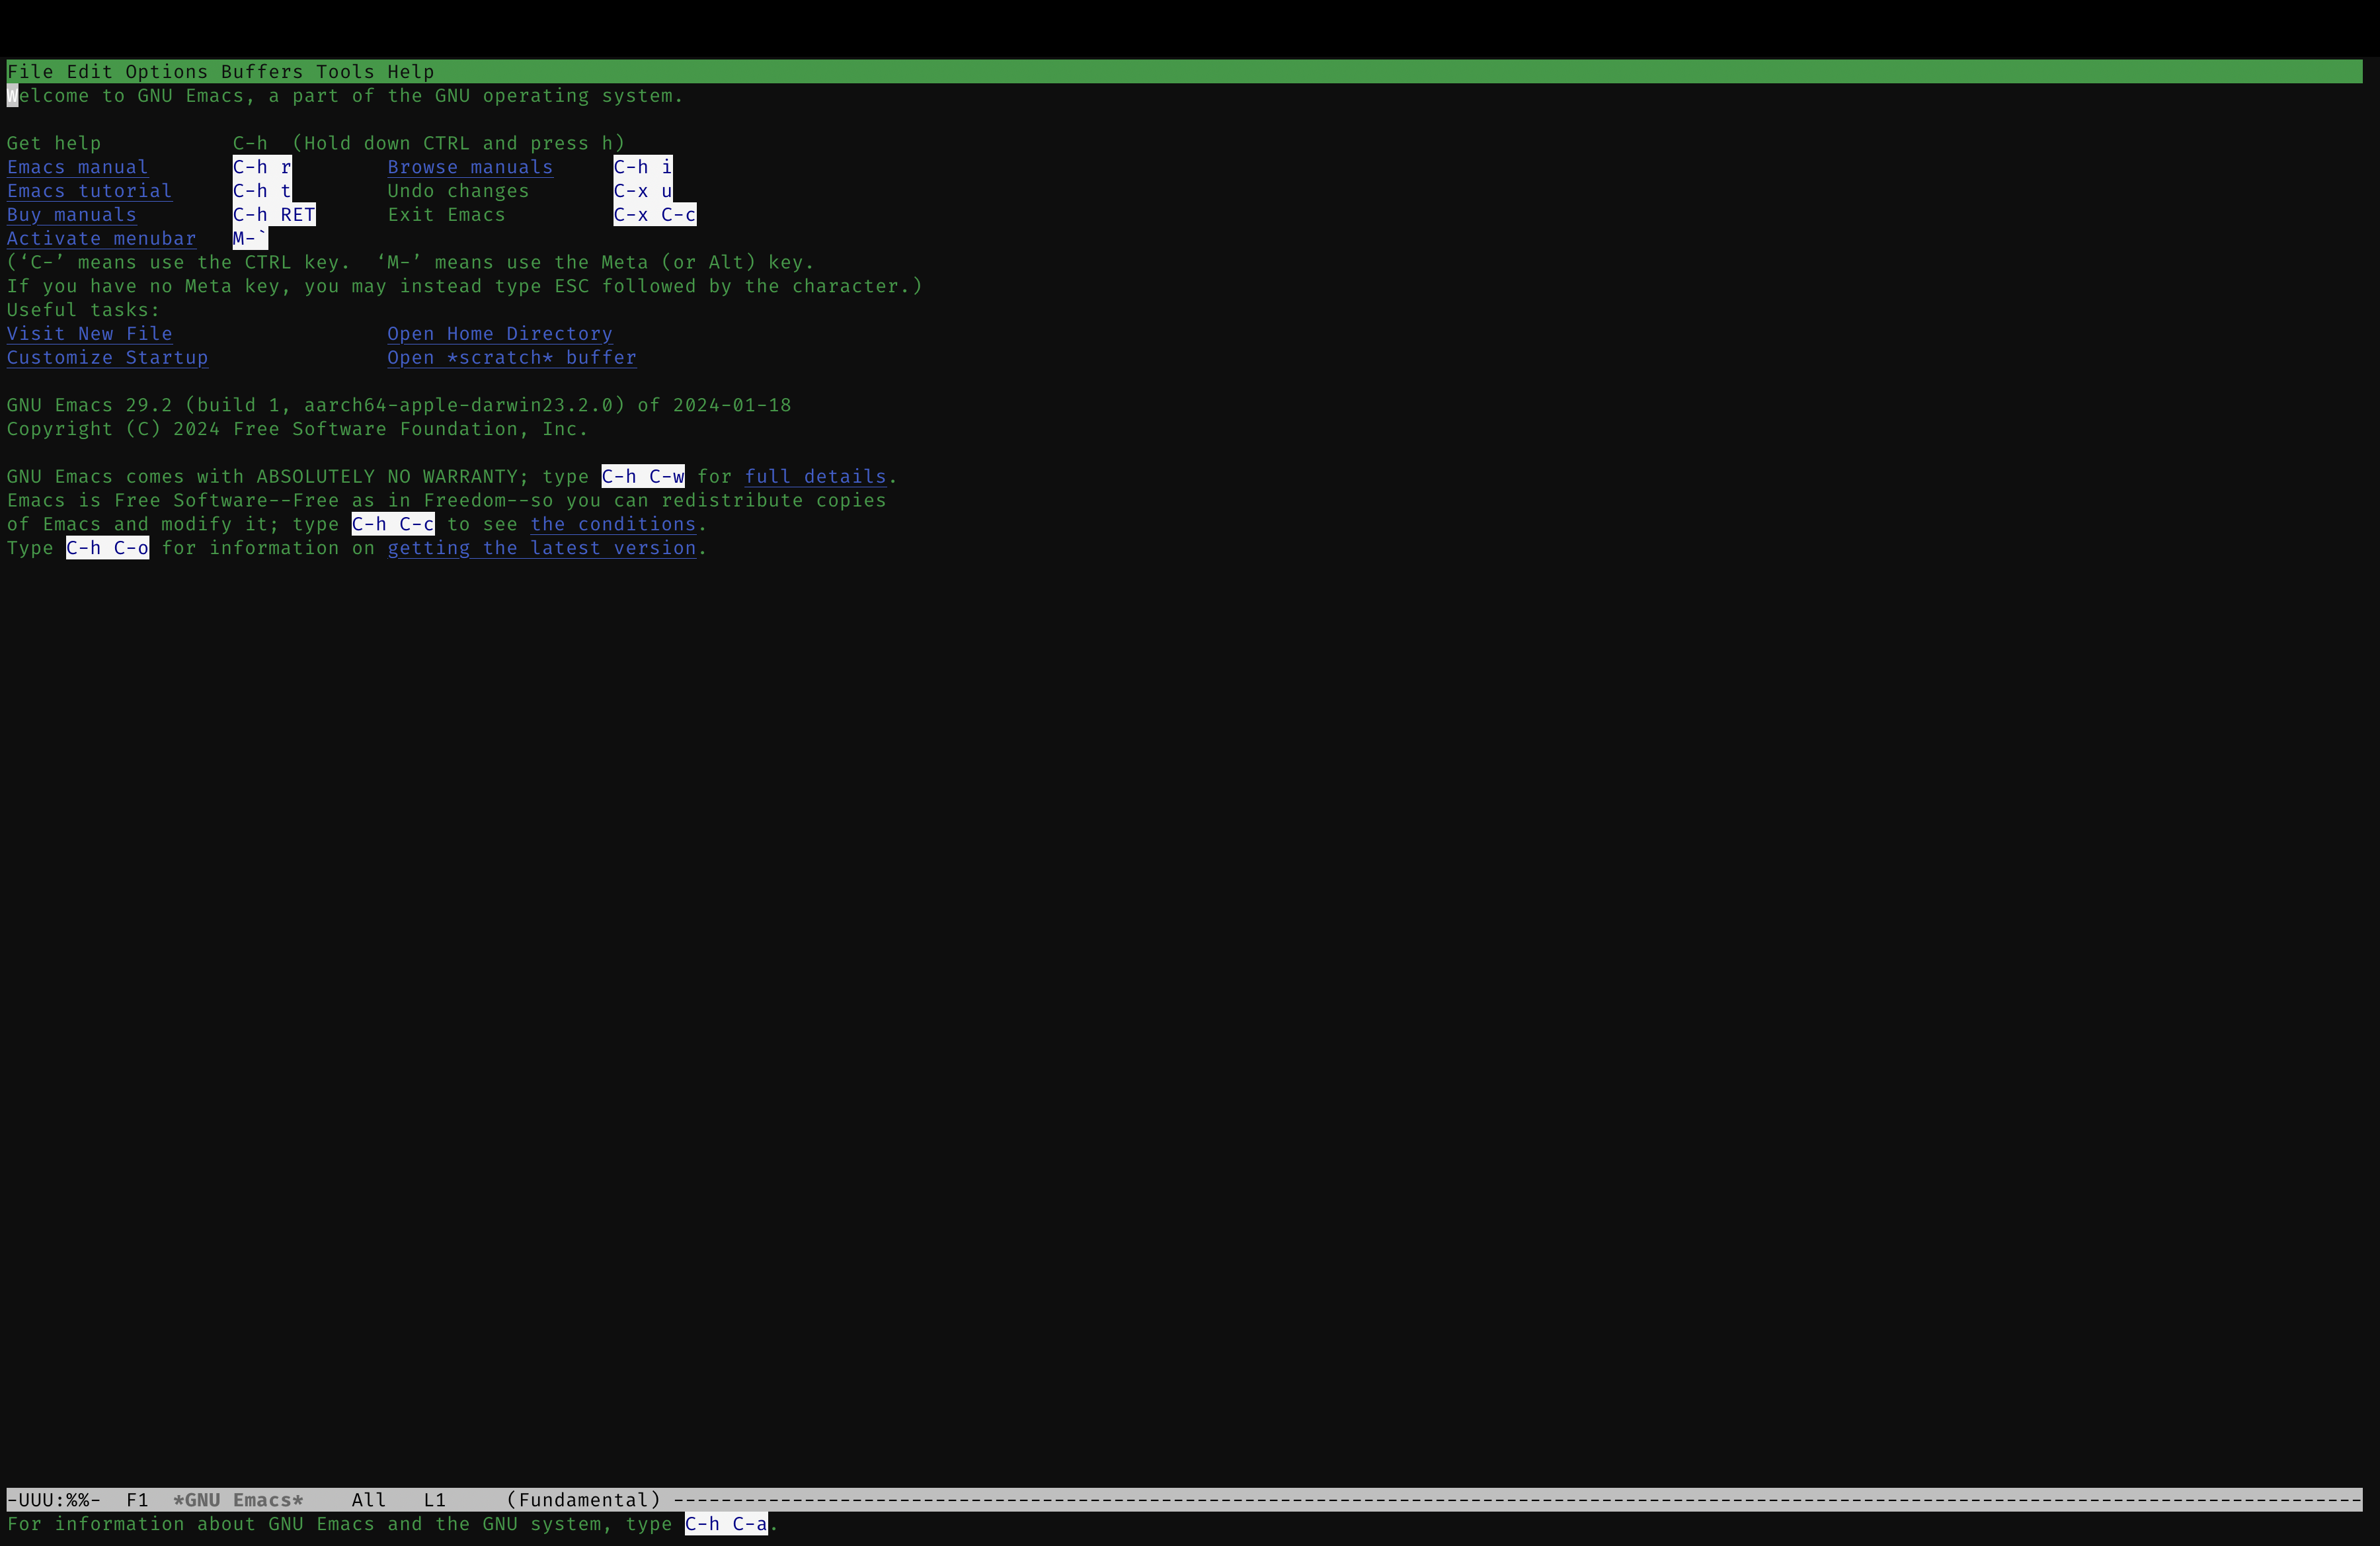 File Edit Options Buffers Tools Help
Welcome to GNU Emacs, a part of the GNU operating system.
Get help           C-h  (Hold down CTRL and press h)
Emacs manual       C-h r        Browse manuals     C-h i
Emacs tutorial     C-h t        Undo changes       C-x u
Buy manuals        C-h RET      Exit Emacs         C-x C-c
Activate menubar   M-`
(‘C-’ means use the CTRL key.  ‘M-’ means use the Meta (or Alt) key.
If you have no Meta key, you may instead type ESC followed by the character.)
Useful tasks:
Visit New File                  Open Home Directory
Customize Startup               Open *scratch* buffer
GNU Emacs 29.2 (build 1, aarch64-apple-darwin23.2.0) of 2024-01-18
Copyright (C) 2024 Free Software Foundation, Inc.
GNU Emacs comes with ABSOLUTELY NO WARRANTY; type C-h C-w for full details.
Emacs is Free Software--Free as in Freedom--so you can redistribute copies
of Emacs and modify it; type C-h C-c to see the conditions.
Type C-h C-o for information on getting the latest version.
-UUU:%%-  F1  *GNU Emacs*    All   L1     (Fundamental) ----------------------------------------------------------------------------------------------------------------------------------------------
For information about GNU Emacs and the GNU system, type C-h C-a.